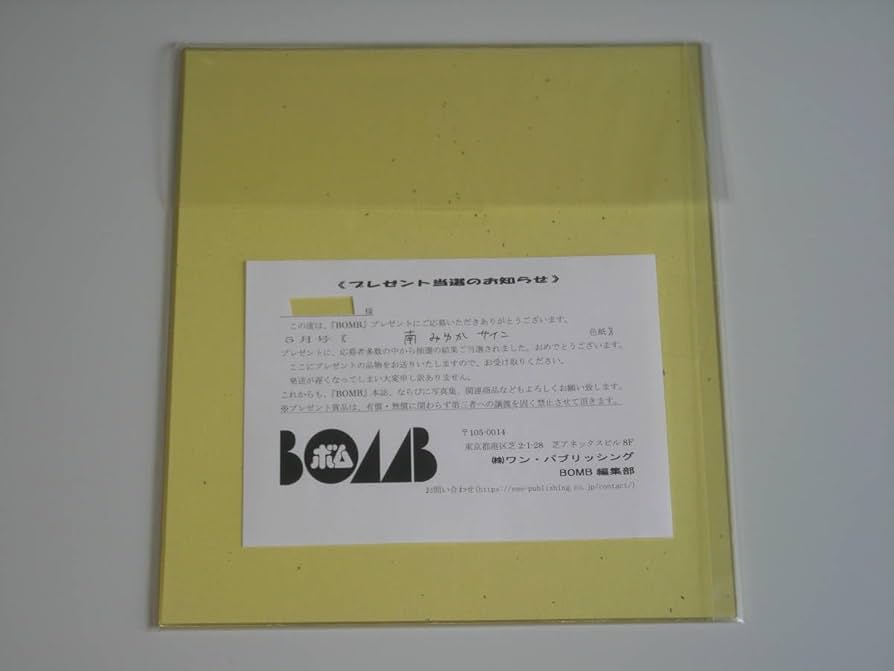 《プレゼント当選のお知らせ》
様
この度は、『BOMB』プレゼントにご応募いただきありがとうございます。
5月号《 南 みゆか サイン 色紙》
プレゼントに、応募者多数の中から抽選の結果ご当選されました。おめでとうございます。
ここにプレゼントの品物をお送りいたしますので、お受け取りください。
発送が遅くなってしまい大変申し訳ありません。
これからも、『BOMB』本誌、ならびに写真集、関連商品などもよろしくお願い致します。
※プレゼント賞品は、有償・無償に関わらず第三者への譲渡を固く禁止させて頂きます。
BOMB
ボム
〒105-0014
東京都港区芝2-1-28 芝アネックスビル8F
㈱ワン・パブリッシング
BOMB 編集部
お問い合わせ(https://one-publishing.co.jp/contact/)